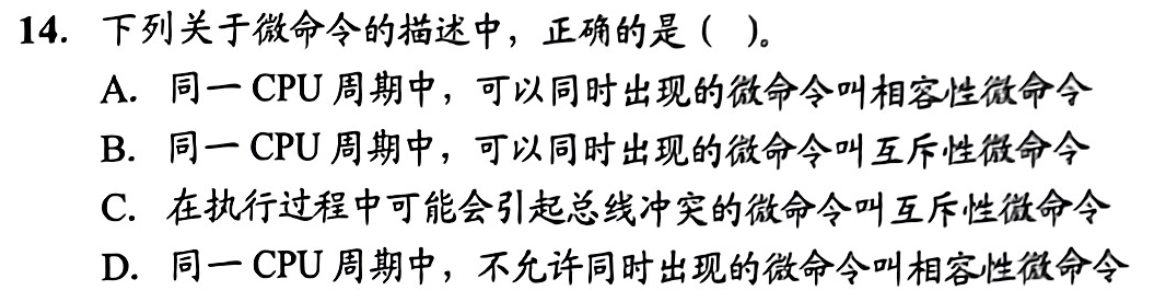 14. 下列关于微命令的描述中，正确的是（ ）。
A. 同一 CPU 周期中，可以同时出现的微命令叫相容性微命令
B. 同一 CPU 周期中，可以同时出现的微命令叫互斥性微命令
C. 在执行过程中可能会引起总线冲突的微命令叫互斥性微命令
D. 同一 CPU 周期中，不允许同时出现的微命令叫相容性微命令